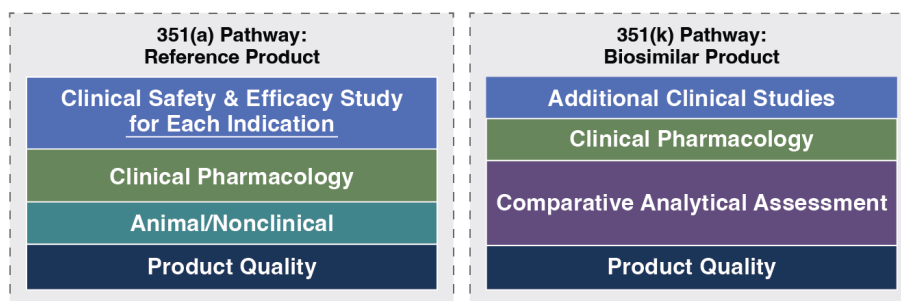 351(a) Pathway:
Reference Product
Clinical Safety & Efficacy Study
for Each Indication
Clinical Pharmacology
Animal/Nonclinical
Product Quality
351(k) Pathway:
Biosimilar Product
Additional Clinical Studies
Clinical Pharmacology
Comparative Analytical Assessment
Product Quality